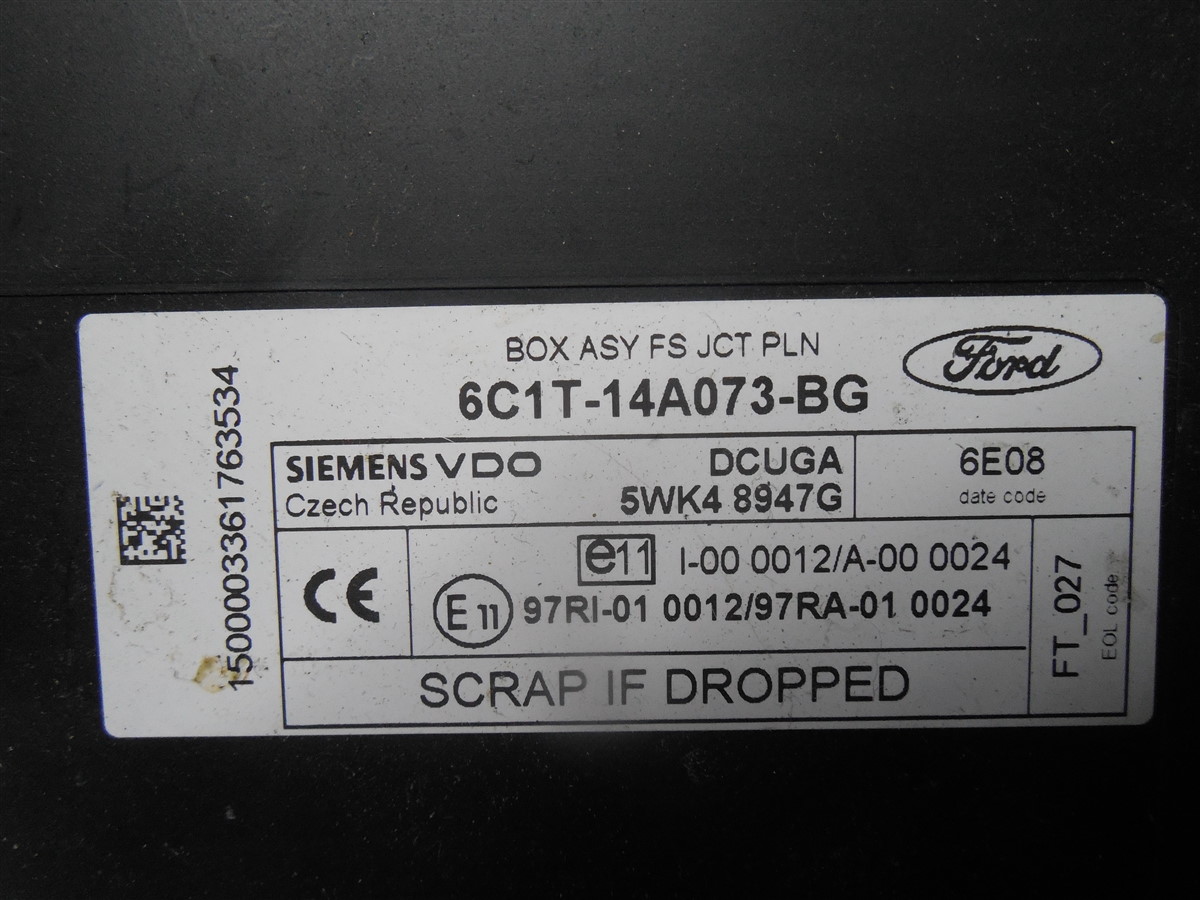 BOX ASY FS JCT PLN
Ford
6C1T-14A073-BG
SIEMENS VDO
Czech Republic
DCUGA
5WK4 8947G
6E08
date code
CE
e11 I-00 0012/A-00 0024
E11 97RI-01 0012/97RA-01 0024
SCRAP IF DROPPED
FT_027
EOL code
1500003361763534